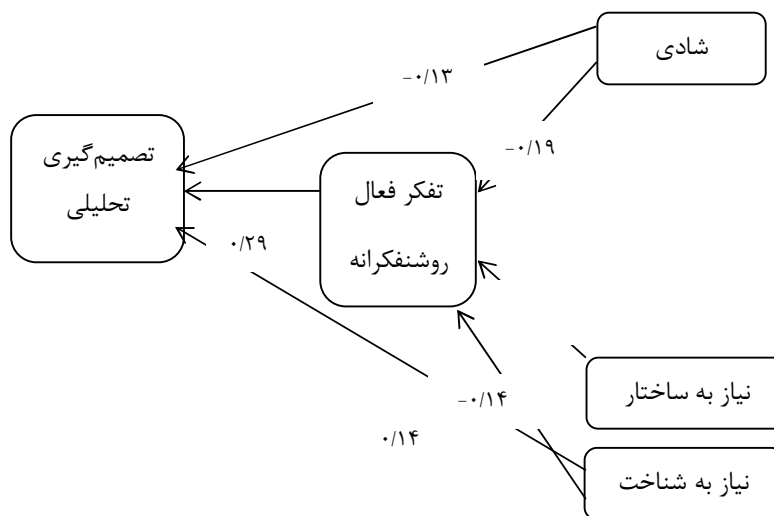 شادی
−۰/۱۳
−۰/۱۹
تصمیم‌گیری
تحلیلی
تفکر فعال
روشنفکرانه
۰/۲۹
نیاز به ساختار
−۰/۱۴
۰/۱۴
نیاز به شناخت